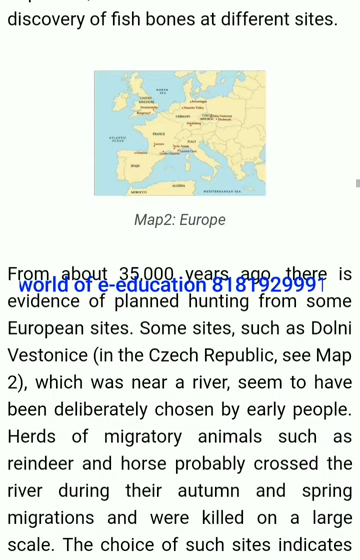 discovery of fish bones at different sites.
NORTH SEA
UNITED KINGDOM
ATLANTIC OCEAN
GERMANY
FRANCE
ITALY
SPAIN
MOROCCO
ALGERIA
MEDITERRANEAN SEA
Map2: Europe
From about 35,000 years ago, there is
world of e-education 8181929991
evidence of planned hunting from some
European sites. Some sites, such as Dolni
Vestonice (in the Czech Republic, see Map
2), which was near a river, seem to have
been deliberately chosen by early people.
Herds of migratory animals such as
reindeer and horse probably crossed the
river during their autumn and spring
migrations and were killed on a large
scale. The choice of such sites indicates